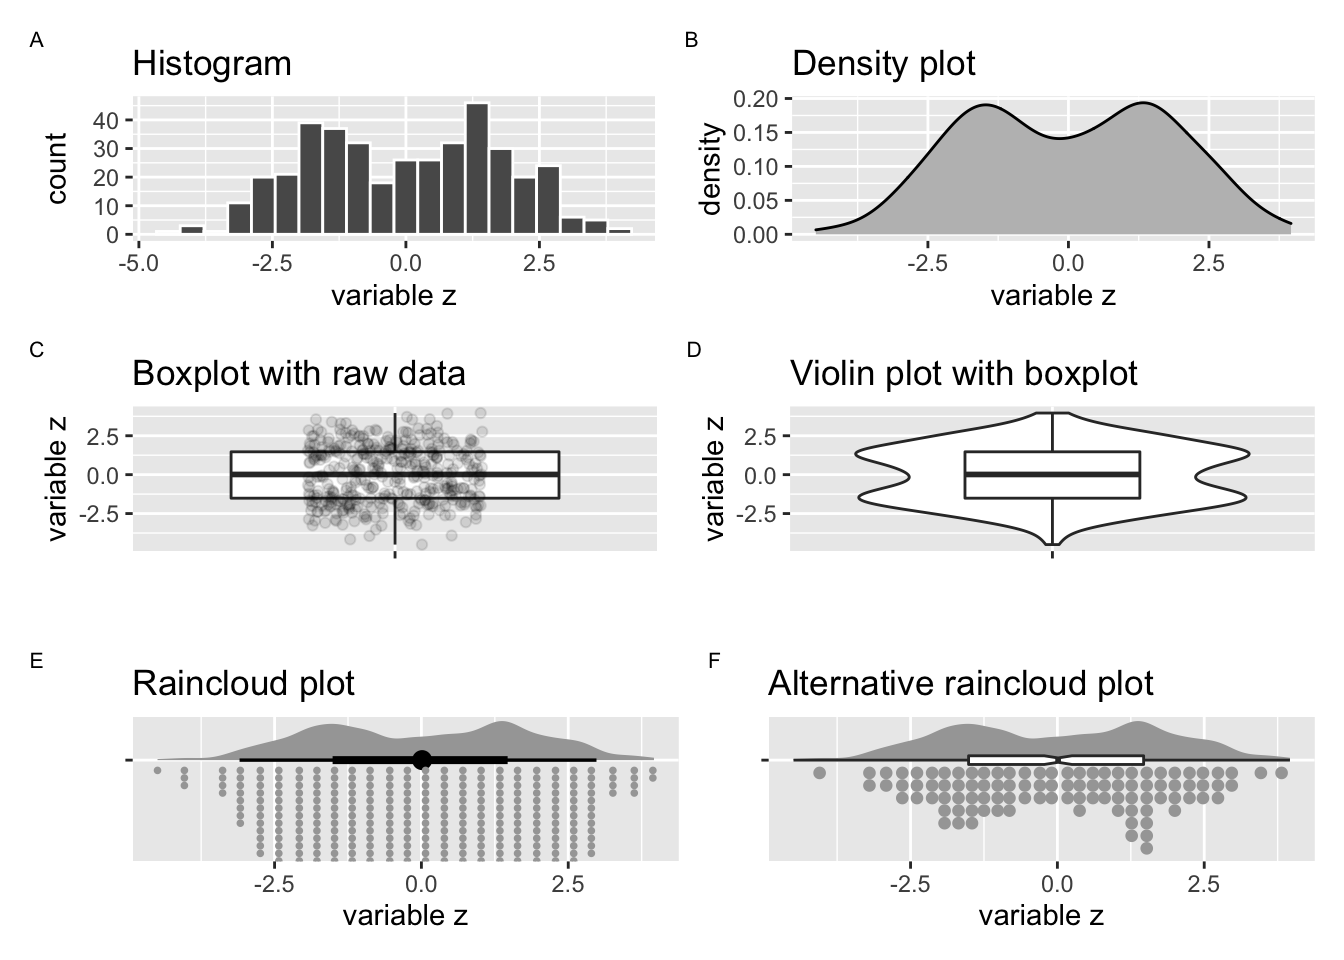 A
Histogram
count
40
30
20
10
0
-5.0 -2.5 0.0 2.5
variable z
B
Density plot
density
0.20
0.15
0.10
0.05
0.00
-2.5 0.0 2.5
variable z
C
Boxplot with raw data
variable z
2.5
0.0
-2.5
D
Violin plot with boxplot
variable z
2.5
0.0
-2.5
E
Raincloud plot
-2.5 0.0 2.5
variable z
F
Alternative raincloud plot
-2.5 0.0 2.5
variable z